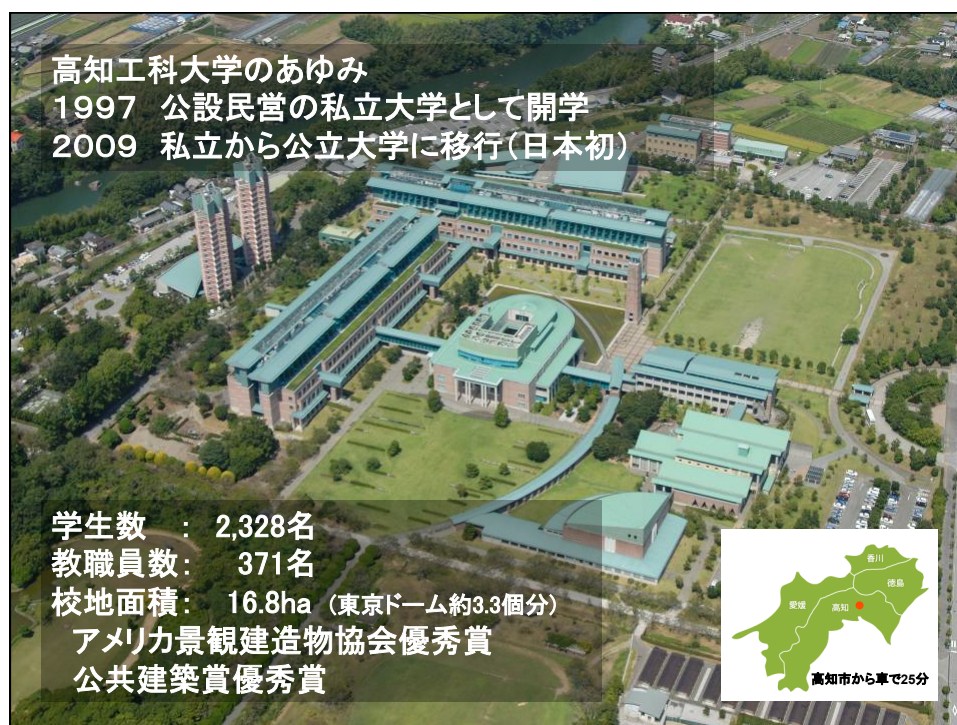 高知工科大学のあゆみ
1997 公設民営の私立大学として開学
2009 私立から公立大学に移行(日本初)
学生数 : 2,328名
教職員数: 371名
校地面積: 16.8ha (東京ドーム約3.3個分)
アメリカ景観建造物協会優秀賞
公共建築賞優秀賞
香川
徳島
愛媛
高知
高知市から車で25分